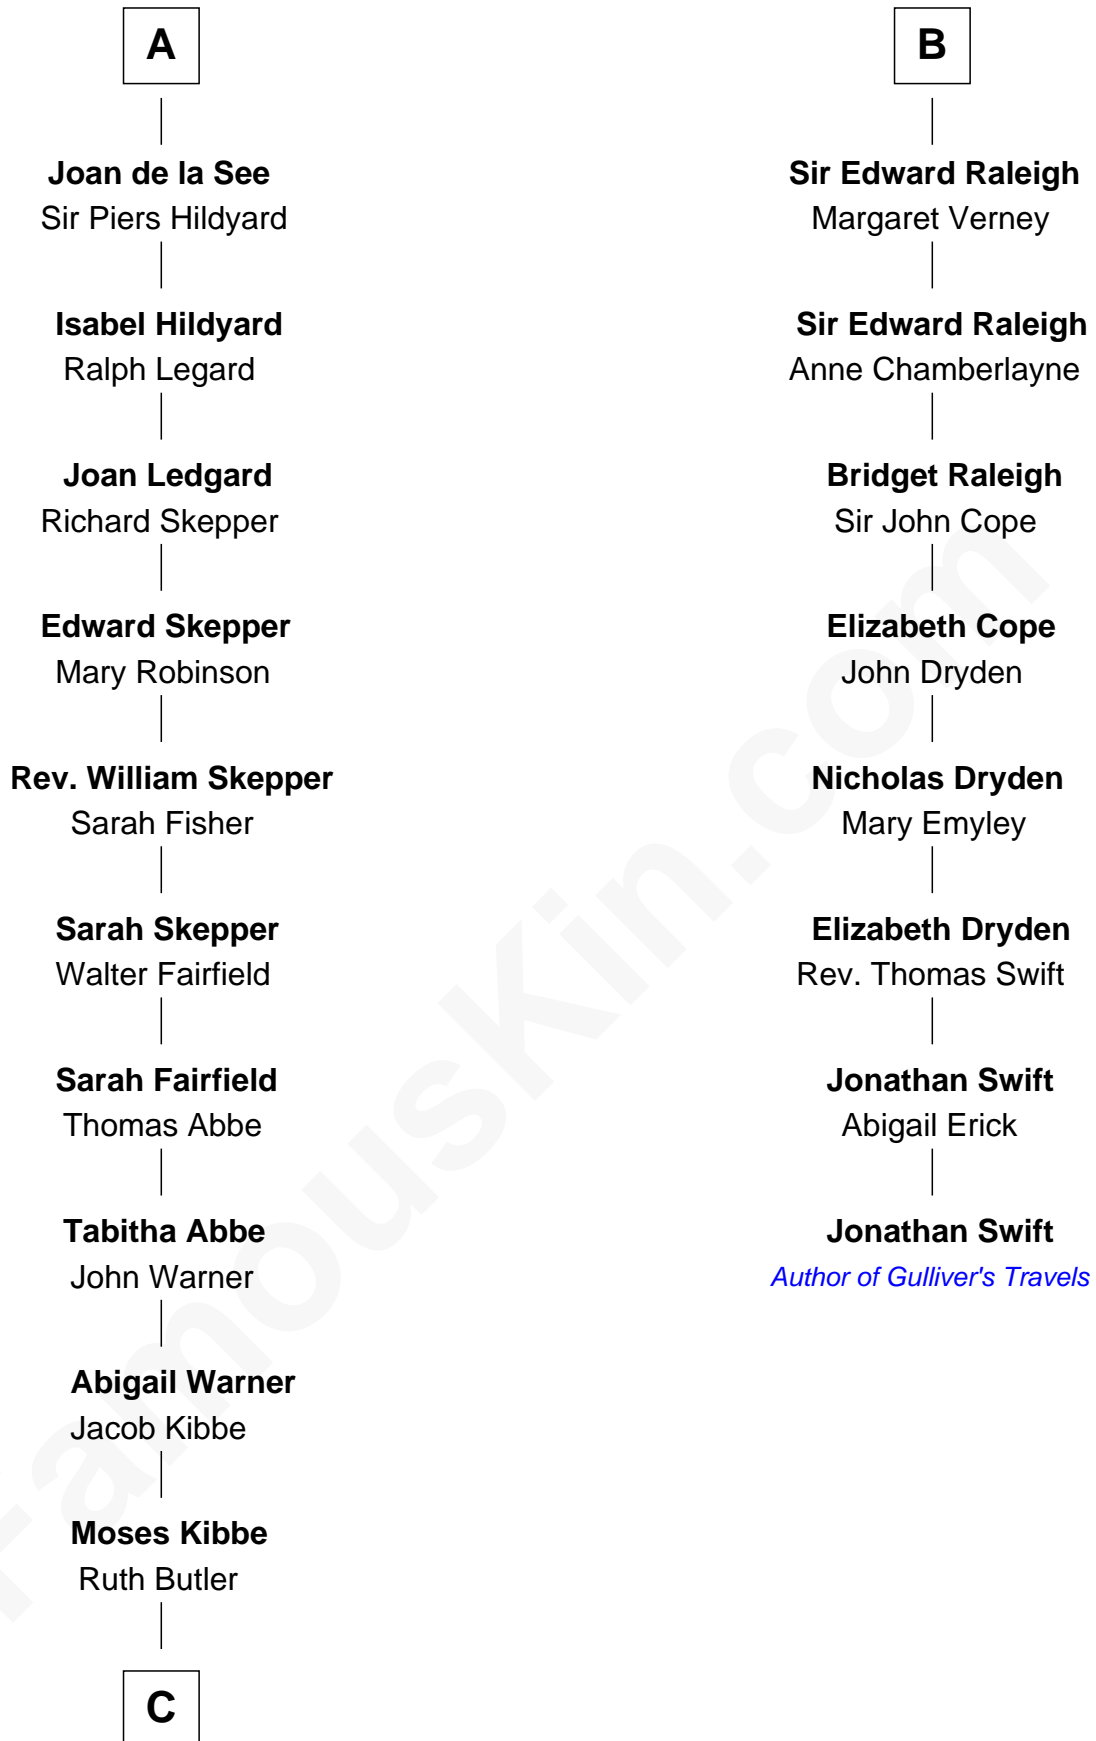 A
Joan de la See
Sir Piers Hildyard
Isabel Hildyard
Ralph Legard
Joan Ledgard
Richard Skepper
Edward Skepper
Mary Robinson
Rev. William Skepper
Sarah Fisher
Sarah Skepper
Walter Fairfield
Sarah Fairfield
Thomas Abbe
Tabitha Abbe
John Warner
Abigail Warner
Jacob Kibbe
Moses Kibbe
Ruth Butler
C
B
Sir Edward Raleigh
Margaret Verney
Sir Edward Raleigh
Anne Chamberlayne
Bridget Raleigh
Sir John Cope
Elizabeth Cope
John Dryden
Nicholas Dryden
Mary Emyley
Elizabeth Dryden
Rev. Thomas Swift
Jonathan Swift
Abigail Erick
Jonathan Swift
Author of Gulliver's Travels
FamousKin.com